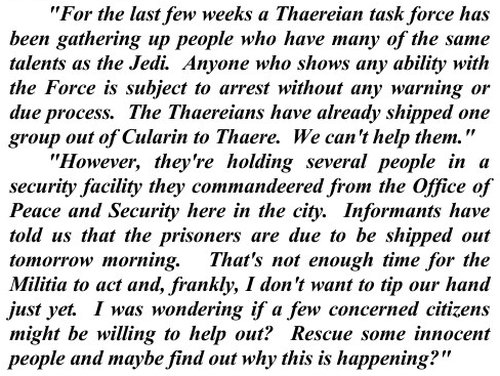 "For the last few weeks a Thaereian task force has
been gathering up people who have many of the same
talents as the Jedi. Anyone who shows any ability with
the Force is subject to arrest without any warning or
due process. The Thaereians have already shipped one
group out of Cularin to Thaere. We can't help them."
"However, they're holding several people in a
security facility they commandeered from the Office of
Peace and Security here in the city. Informants have
told us that the prisoners are due to be shipped out
tomorrow morning. That's not enough time for the
Militia to act and, frankly, I don't want to tip our hand
just yet. I was wondering if a few concerned citizens
might be willing to help out? Rescue some innocent
people and maybe find out why this is happening?"